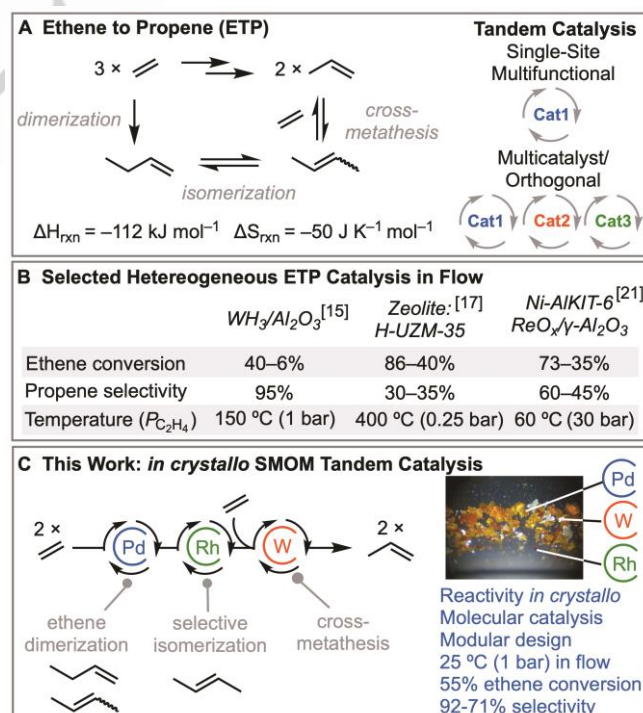 A Ethene to Propene (ETP)
3 ×
2 ×
dimerization
cross-
metathesis
isomerization
ΔHrxn = –112 kJ mol–1 ΔSrxn = –50 J K–1 mol–1
Tandem Catalysis
Single-Site
Multifunctional
Cat1
Multicatalyst/
Orthogonal
Cat1 Cat2 Cat3
B Selected Hetereogenous ETP Catalysis in Flow
WH3/Al2O3[15] Zeolite: [17] Ni-AlKIT-6 [21]
H-UZM-35 ReOx/γ-Al2O3
Ethene conversion 40–6% 86–40% 73–35%
Propene selectivity 95% 30–35% 60–45%
Temperature (PC2H4) 150 ºC (1 bar) 400 ºC (0.25 bar) 60 ºC (30 bar)
C This Work: in crystallo SMOM Tandem Catalysis
2 ×
Pd Rh W
2 ×
ethene
dimerization
selective
isomerization
cross-
metathesis
Pd
W
Rh
Reactivity in crystallo
Molecular catalysis
Modular design
25 ºC (1 bar) in flow
55% ethene conversion
92-71% selectivity